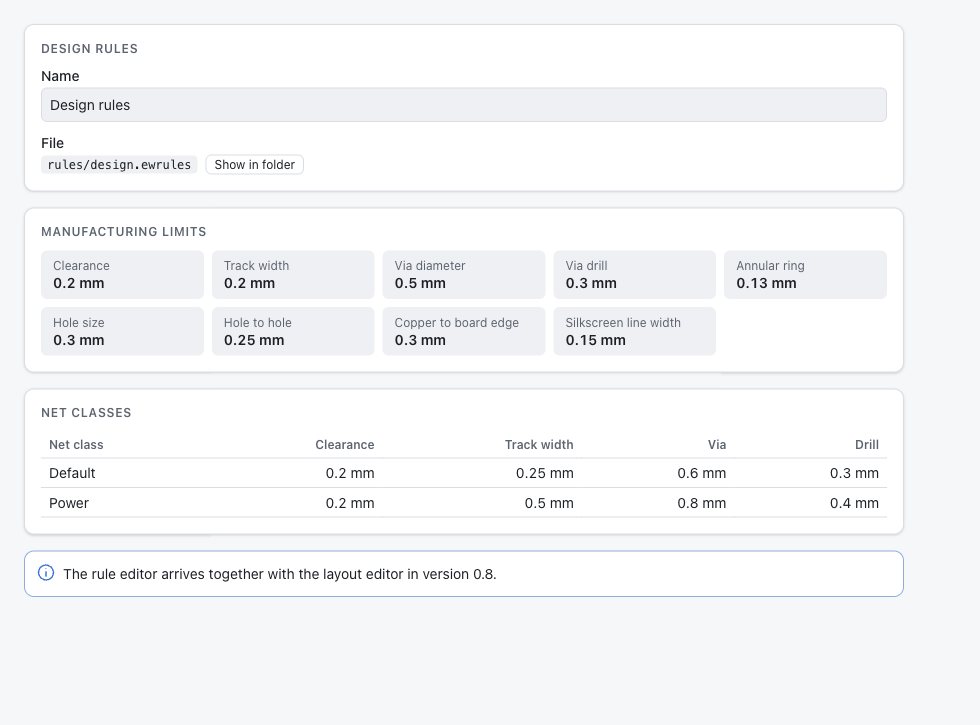 DESIGN RULES
Name
Design rules
File
rules/design.ewrules Show in folder
MANUFACTURING LIMITS
Clearance Track width Via diameter Via drill Annular ring
0.2 mm 0.2 mm 0.5 mm 0.3 mm 0.13 mm
Hole size Hole to hole Copper to board edge Silkscreen line width
0.3 mm 0.25 mm 0.3 mm 0.15 mm
NET CLASSES
Net class Clearance Track width Via Drill
Default 0.2 mm 0.25 mm 0.6 mm 0.3 mm
Power 0.2 mm 0.5 mm 0.8 mm 0.4 mm
The rule editor arrives together with the layout editor in version 0.8.